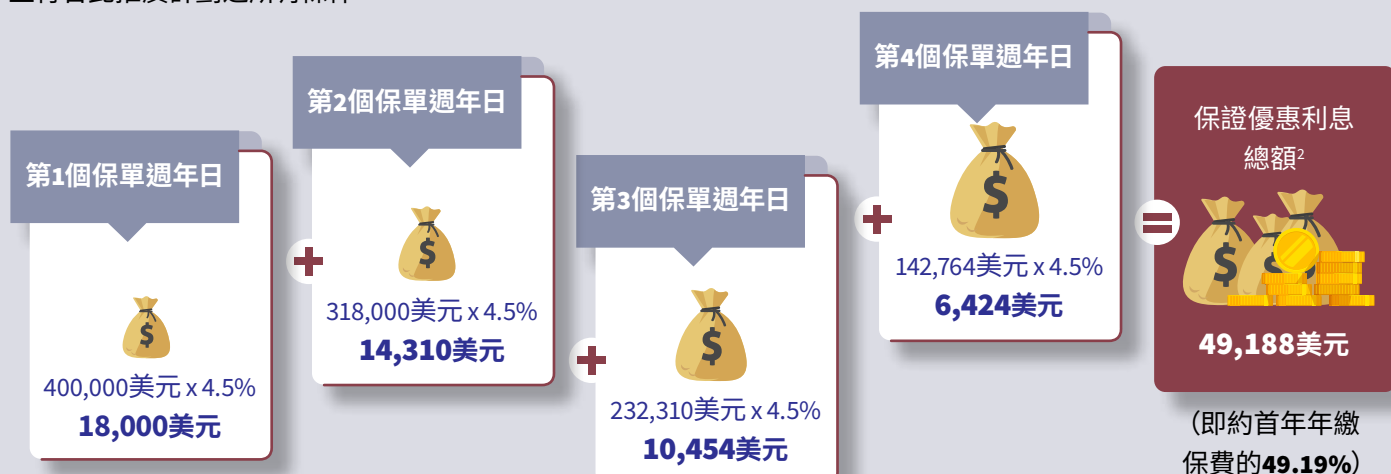 第1個保單週年日
400,000美元 x 4.5%
18,000美元
第2個保單週年日
318,000美元 x 4.5%
14,310美元
第3個保單週年日
232,310美元 x 4.5%
10,454美元
第4個保單週年日
142,764美元 x 4.5%
6,424美元
保證優惠利息
總額2
49,188美元
(即約首年年繳
保費的49.19%)